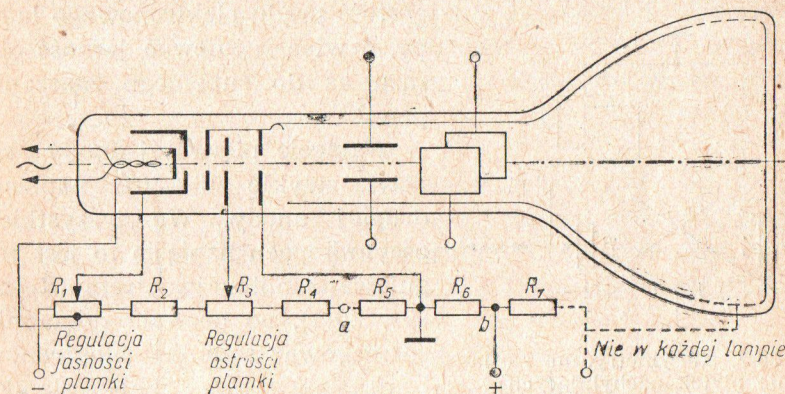 R₁
R₂
R₃
R₄
R₅
R₆
R₇
a
b
Regulacja
jasności
plamki
Regulacja
ostrości
plamki
Nie w każdej lampie
~
−
+